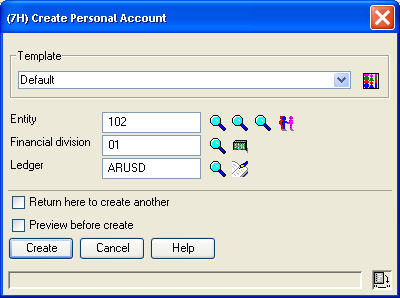 (7H) Create Personal Account
Template
Default
Entity 102
Financial division 01
Ledger ARUSD
Return here to create another
Preview before create
Create Cancel Help